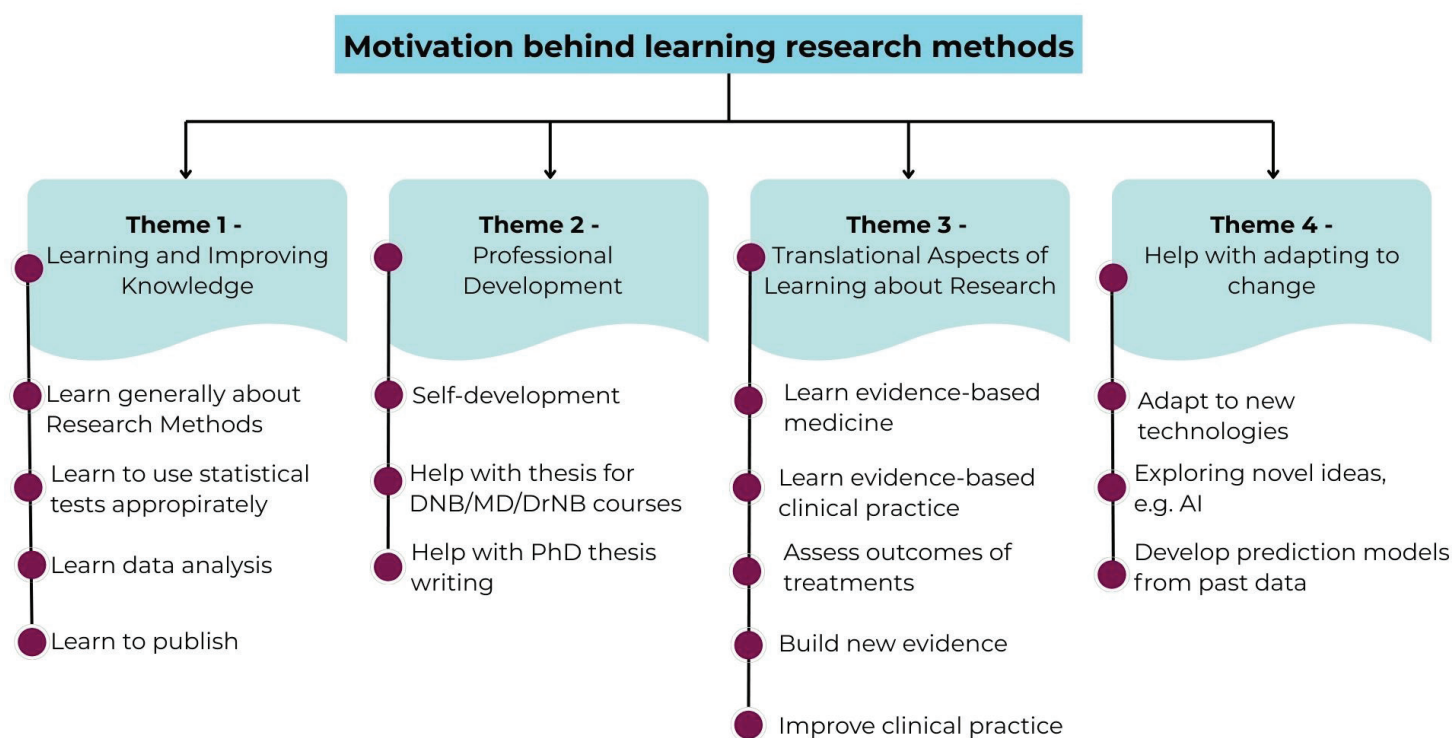 Motivation behind learning research methods
Theme 1 -
Learning and Improving
Knowledge
Learn generally about
Research Methods
Learn to use statistical
tests appropirately
Learn data analysis
Learn to publish
Theme 2 -
Professional
Development
Self-development
Help with thesis for
DNB/MD/DrNB courses
Help with PhD thesis
writing
Theme 3 -
Translational Aspects of
Learning about Research
Learn evidence-based
medicine
Learn evidence-based
clinical practice
Assess outcomes of
treatments
Build new evidence
Improve clinical practice
Theme 4 -
Help with adapting to
change
Adapt to new
technologies
Exploring novel ideas,
e.g. AI
Develop prediction models
from past data